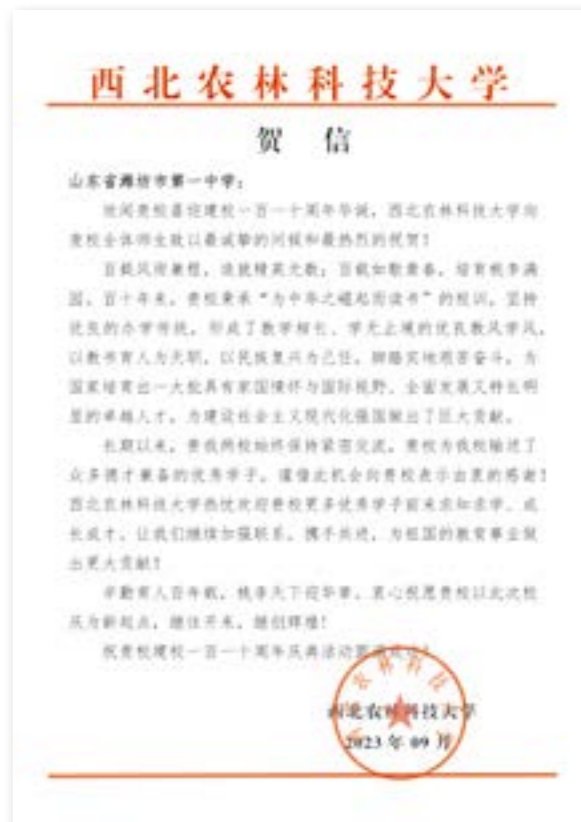 西北农林科技大学
贺 信
山东省潍坊市第一中学：
欣闻贵校喜迎建校一百一十周年华诞，西北农林科技大学向
贵校全体师生致以最诚挚的问候和最热烈的祝贺！
百载风雨兼程，造就精英无数；百载如歌青春，培育桃李满
园。百十年来，贵校秉承“为中华之崛起而读书”的校训，坚持
优良的办学传统，形成了教学相长、学无止境的优良教风学风，
以教书育人为天职，以民族复兴为己任，脚踏实地艰苦奋斗，为
国家培育出一大批具有家国情怀与国际视野、全面发展又特长明
显的卓越人才，为建设社会主义现代化强国做出了巨大贡献。
长期以来，贵我两校始终保持紧密交流，贵校为我校输送了
众多德才兼备的优秀学子，谨借此机会向贵校表示由衷的感谢！
西北农林科技大学热忱欢迎贵校更多优秀学子前来求知求学、成
长成才，让我们继续加强联系，携手共进，为祖国的教育事业做
出更大贡献！
辛勤育人百年载，桃李天下迎华章。衷心祝愿贵校以此次校
庆为新起点，继往开来，继创辉煌！
祝贵校建校一百一十周年庆典活动圆满成功！
西北农林科技大学
2023 年 09 月